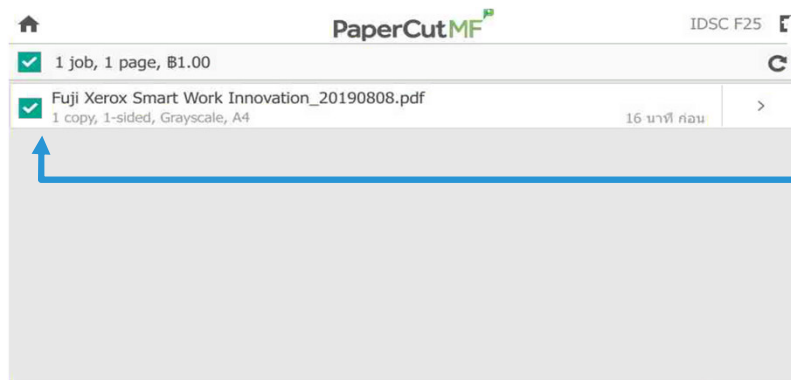 PaperCutMF
IDSC F25
1 job, 1 page, ฿1.00
Fuji Xerox Smart Work Innovation_20190808.pdf
1 copy, 1-sided, Grayscale, A4
16 นาที ก่อน